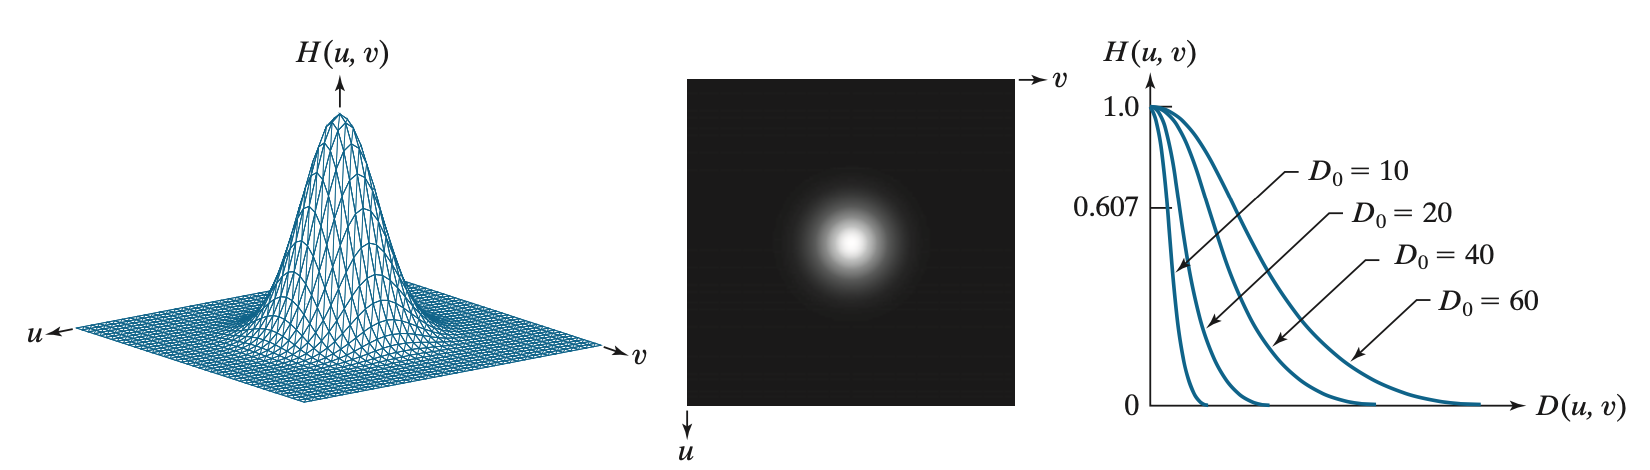 H(u, v)
u
v
v
u
H(u, v)
1.0
0.607
0
D₀ = 10
D₀ = 20
D₀ = 40
D₀ = 60
D(u, v)